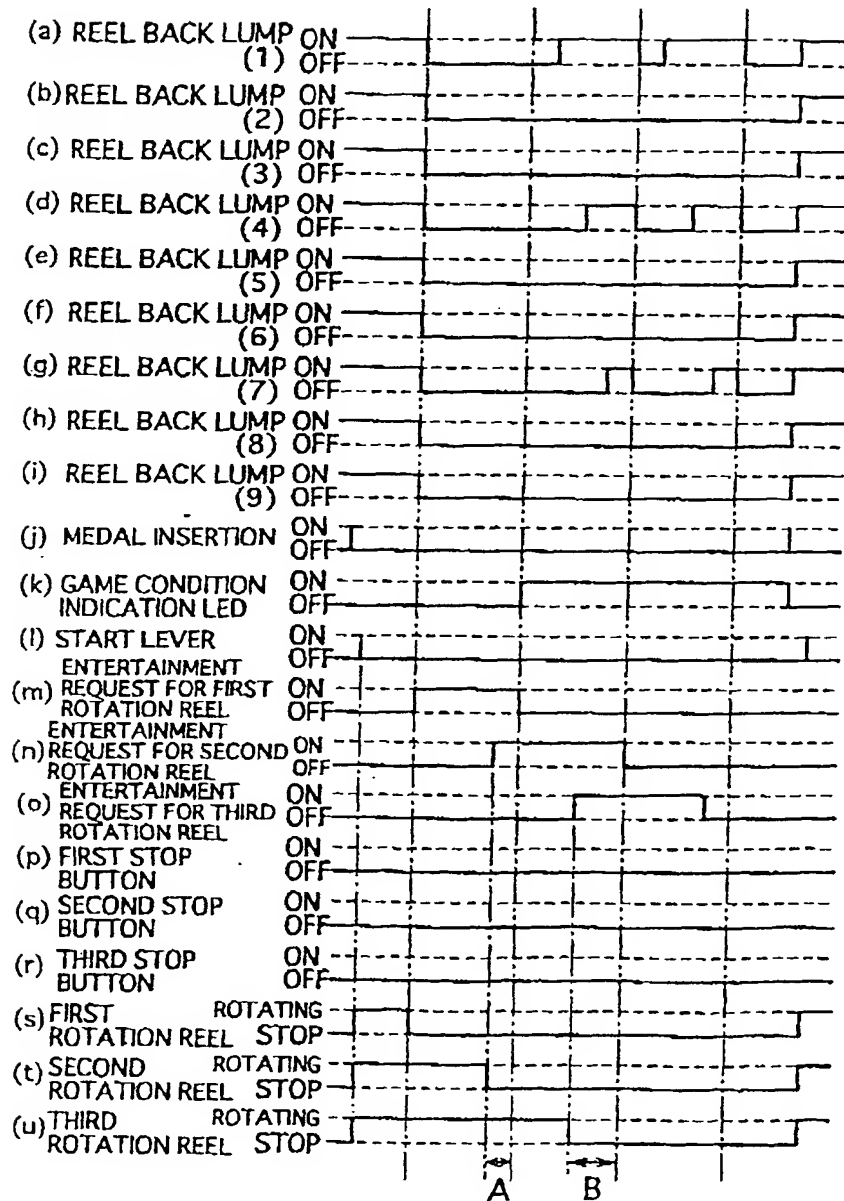 (a) REEL BACK LUMP ON
(1) OFF
(b) REEL BACK LUMP ON
(2) OFF
(c) REEL BACK LUMP ON
(3) OFF
(d) REEL BACK LUMP ON
(4) OFF
(e) REEL BACK LUMP ON
(5) OFF
(f) REEL BACK LUMP ON
(6) OFF
(g) REEL BACK LUMP ON
(7) OFF
(h) REEL BACK LUMP ON
(8) OFF
(i) REEL BACK LUMP ON
(9) OFF
(j) MEDAL INSERTION ON
OFF
(k) GAME CONDITION ON
INDICATION LED OFF
(l) START LEVER ON
OFF
ENTERTAINMENT
(m) REQUEST FOR FIRST ON
ROTATION REEL OFF
ENTERTAINMENT
(n) REQUEST FOR SECOND ON
ROTATION REEL OFF
ENTERTAINMENT ON
(o) REQUEST FOR THIRD OFF
ROTATION REEL
(p) FIRST STOP ON
BUTTON OFF
(q) SECOND STOP ON
BUTTON OFF
(r) THIRD STOP ON
BUTTON OFF
(s) FIRST ROTATING
ROTATION REEL STOP
(t) SECOND ROTATING
ROTATION REEL STOP
(u) THIRD ROTATING
ROTATION REEL STOP
A B